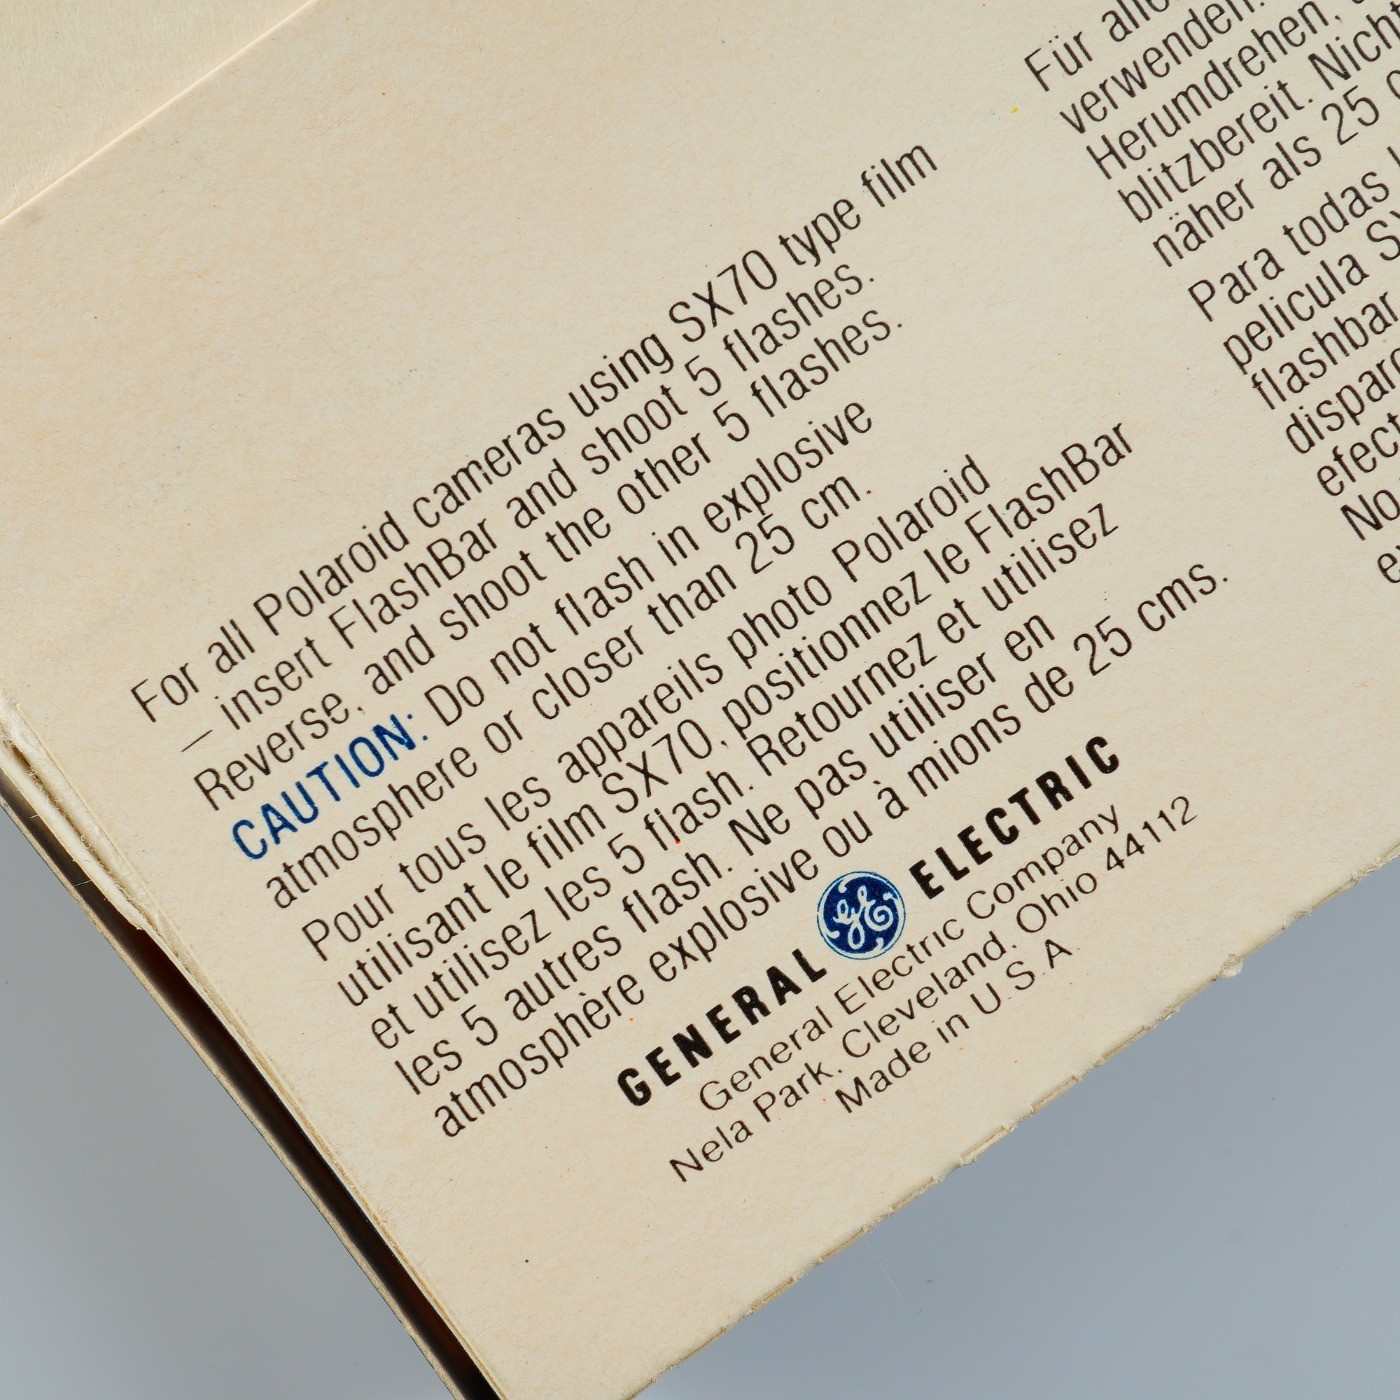 For all Polaroid cameras using SX70 type film
– insert FlashBar and shoot 5 flashes.
Reverse, and shoot the other 5 flashes.
CAUTION: Do not flash in explosive
atmosphere or closer than 25 cm.
Pour tous les appareils photo Polaroid
utilisant le film SX70, positionnez le FlashBar
et utilisez les 5 flash. Retournez et utilisez
les 5 autres flash. Ne pas utiliser en
atmosphère explosive ou à mions de 25 cms.
GENERAL GE ELECTRIC
General Electric Company
Nela Park, Cleveland, Ohio 44112
Made in U.S.A
Für
verwenden.
Herumdrehen,
blitzbereit. Nicht
näher als 25
Para todas
pelicula
flashbar
No